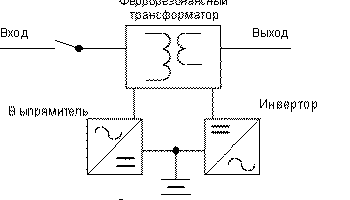 Феррорезонансный
трансформатор
Вход
Выход
Выпрямитель
Инвертор